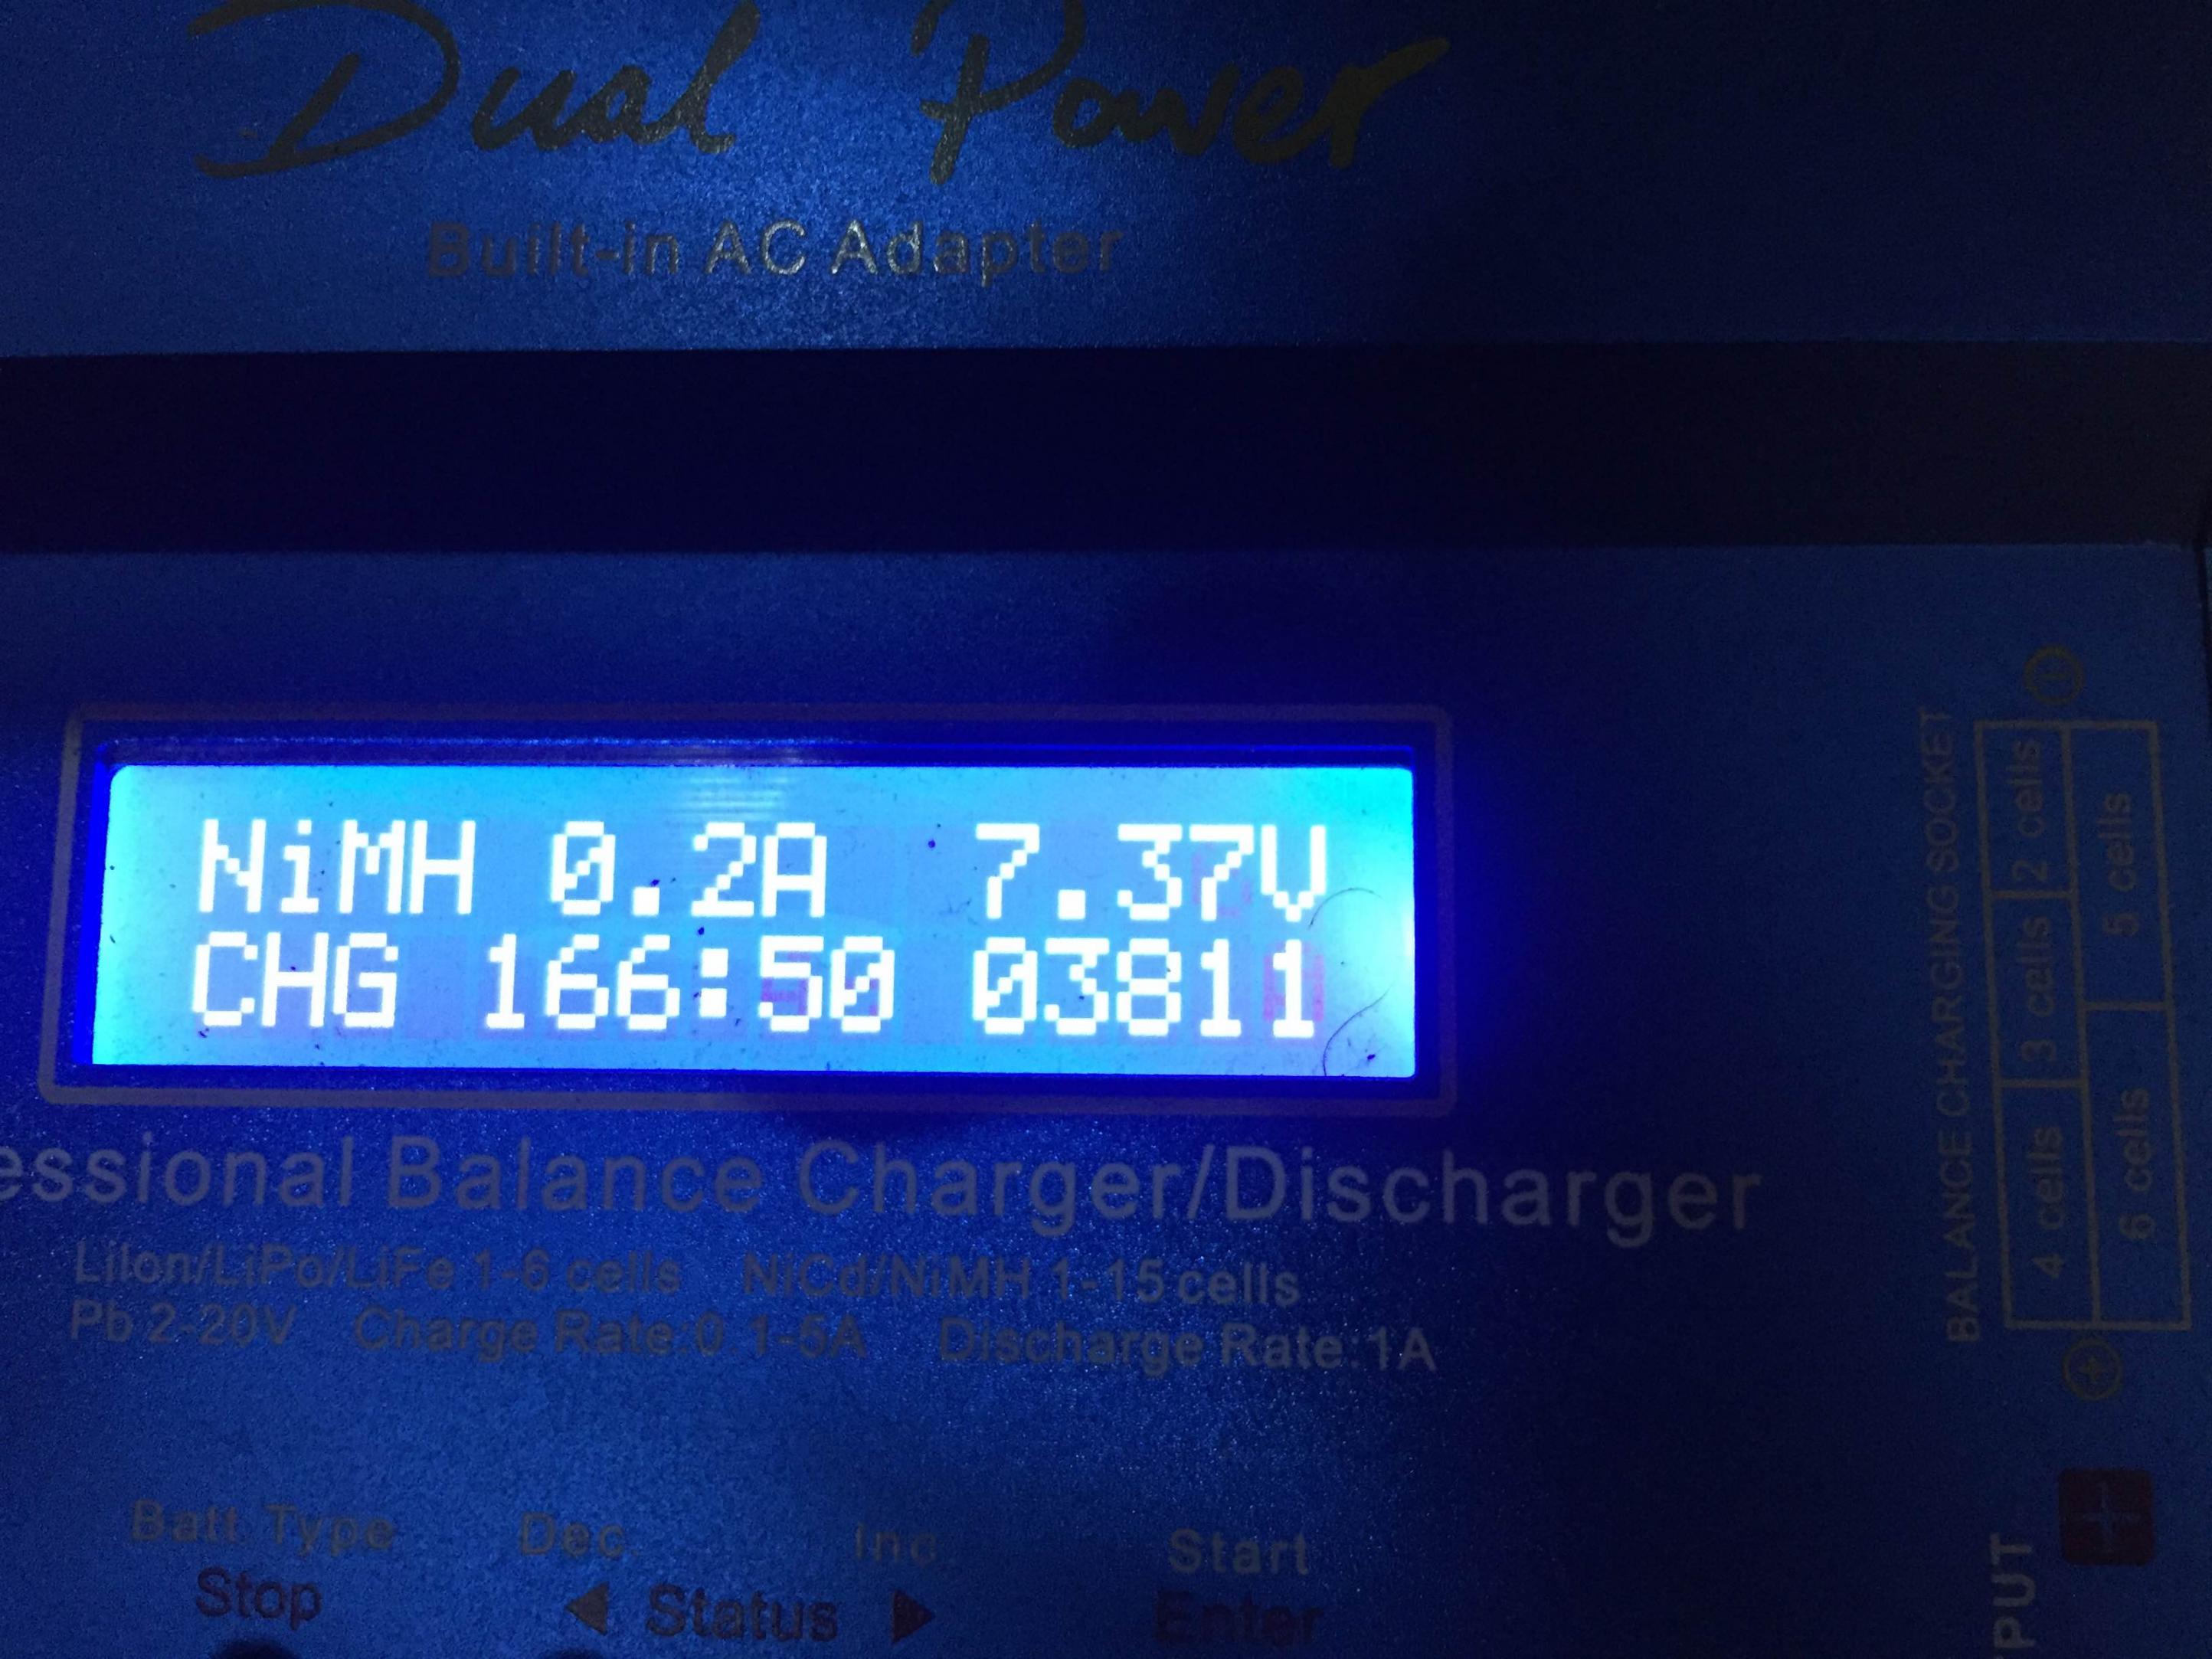 Dual Power
Built-in AC Adapter
NiMH 0.2A 7.37V
CHG 166:50 03811
essional Balance Charger/Discharger
LiIon/LiPo/LiFe 1-6 cells NiCd/NiMH 1-15 cells
Pb 2-20V Charge Rate:0.1-5A Discharge Rate:1A
Batt Type Dec. Inc. Start
Stop ◀ Status ▶ Enter
BALANCE CHARGING SOCKET
4 cells 3 cells 2 cells
6 cells 5 cells
PUT